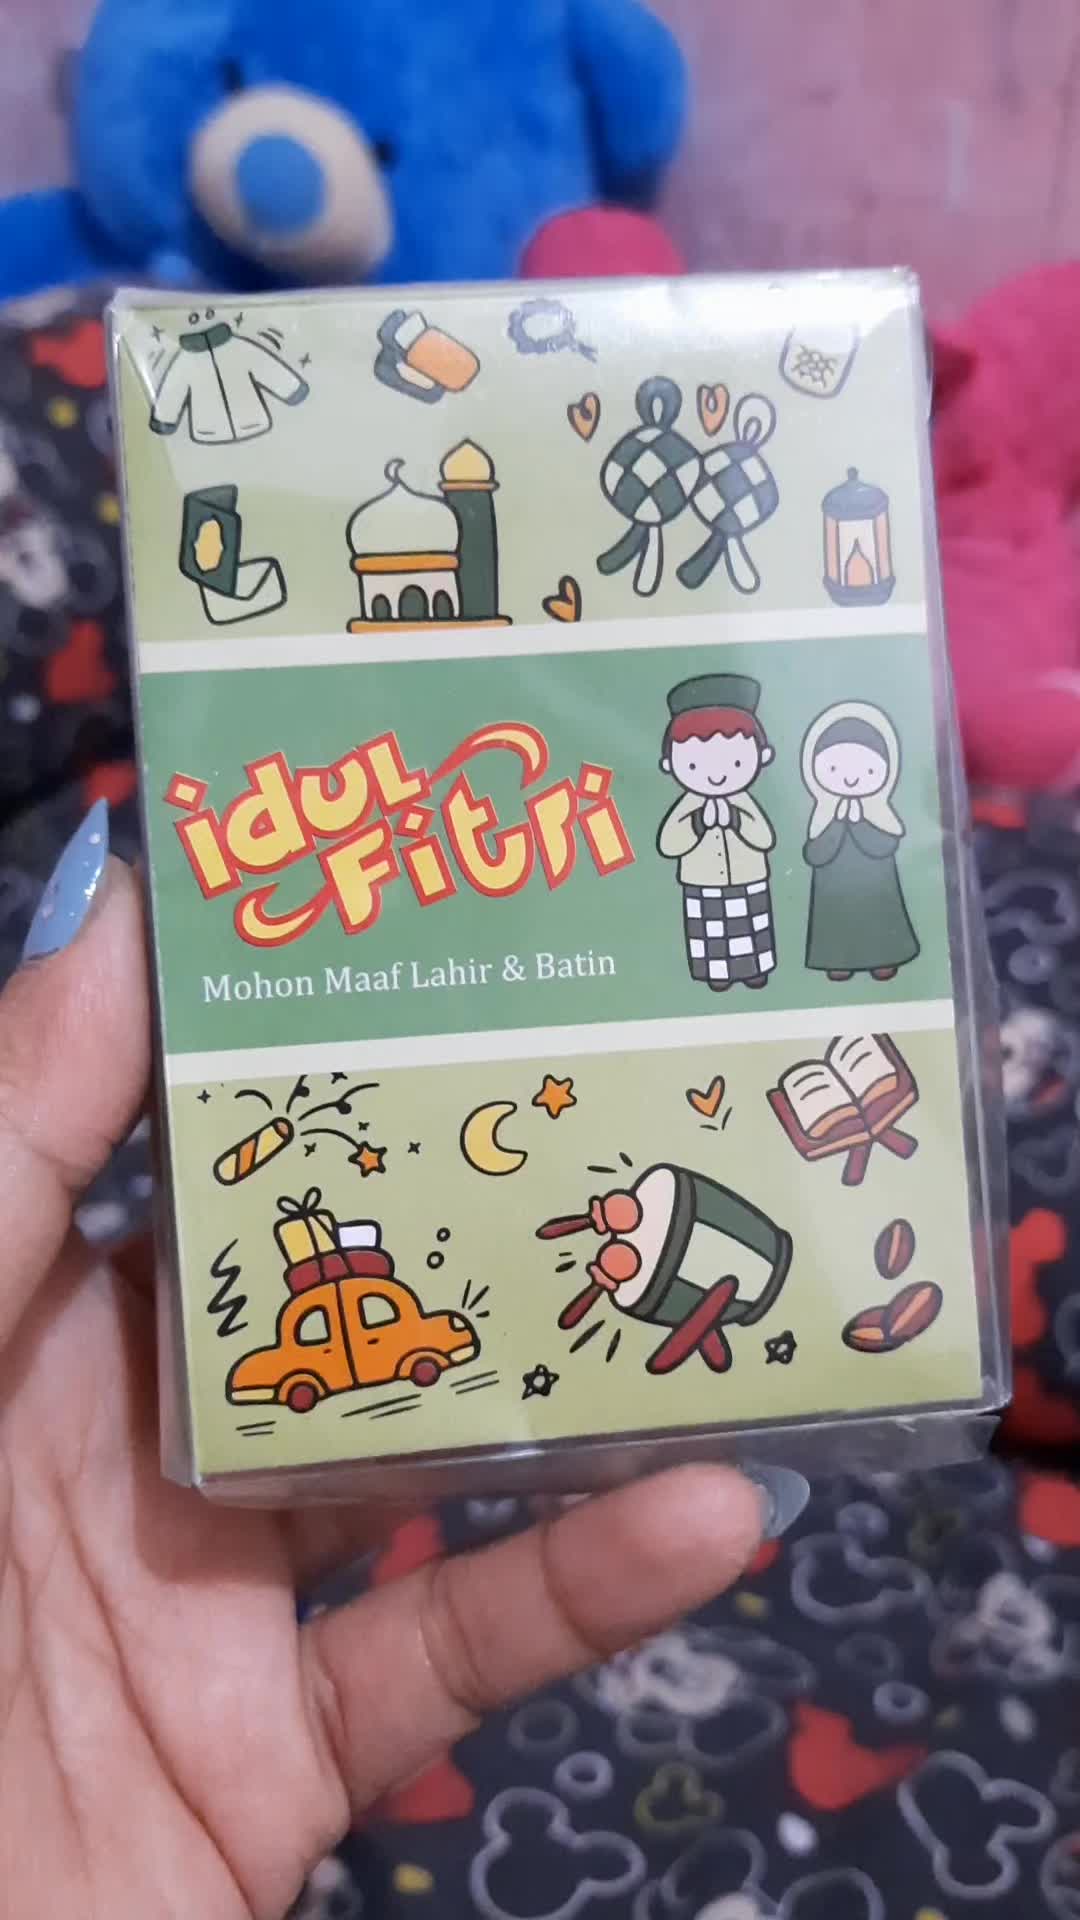 idul
Fitri
Mohon Maaf Lahir & Batin